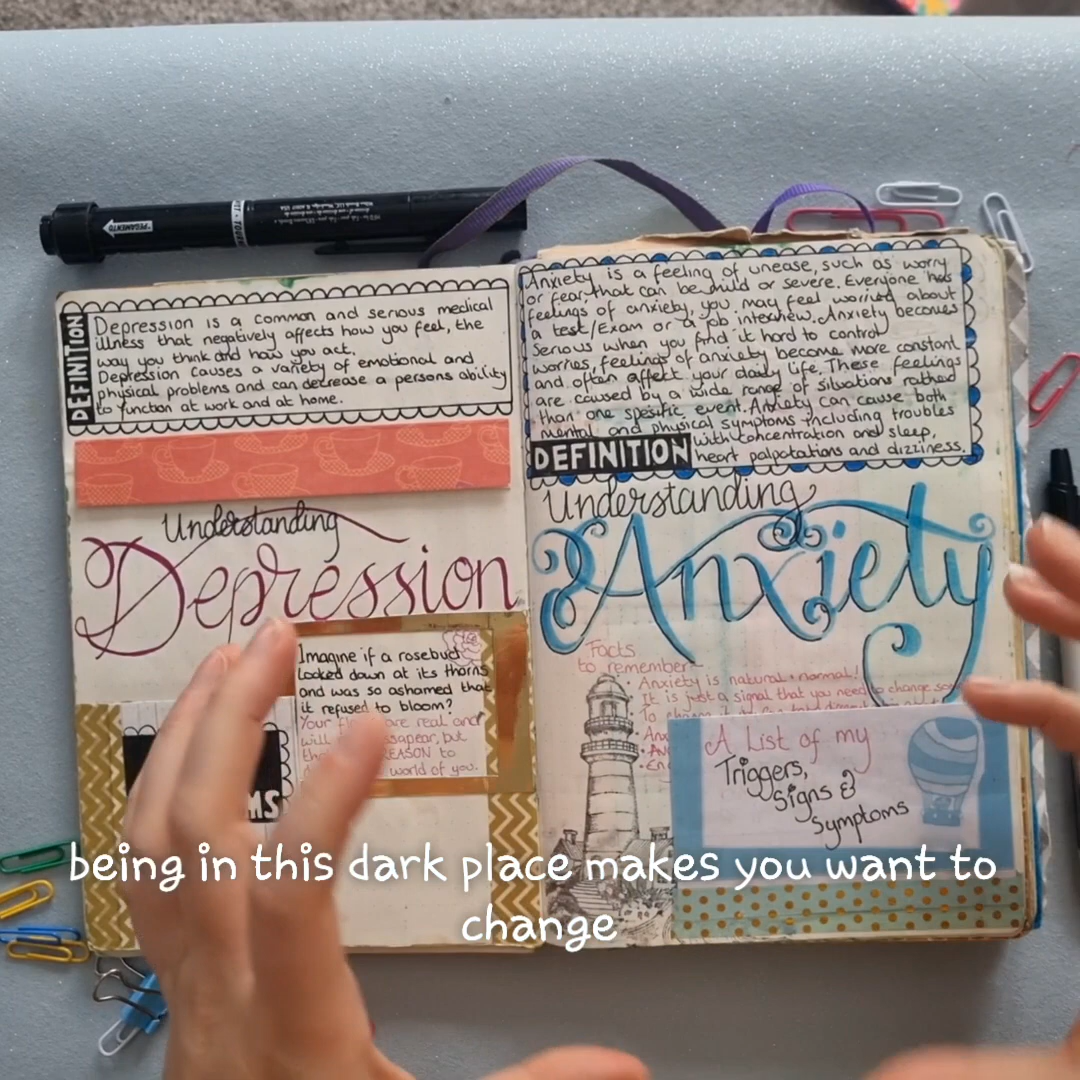 DEFINITION
Depression is a common and serious medical
illness that negatively affects how you feel, the
way you think and how you act.
Depression causes a variety of emotional and
physical problems and can decrease a persons ability
to function at work and at home.
Understanding
Depression
Imagine if a rosebud
looked down at its thorns
and was so ashamed that
it refused to bloom?
Your are real and
will, but
REASON to
world of you.
MS
Anxiety is a feeling of unease, such as worry
or fear, that can be mild or severe. Everyone has
feelings of anxiety, you may feel worried about
a test/Exam or a job interview. Anxiety becomes
serious when you find it hard to control
worries, feelings of anxiety become more constant
and often affect your daily life. These feelings
are caused by a wide range of situations rathed
than one spesific event. Anxiety can cause both
mental and physical symptoms including troubles
DEFINITION with concentration and sleep,
heart palpatations and dizziness.
Understanding
Anxiety
Facts
to remember
Anxiety is natural + normal!
It is just a signal that you need to change
A List of my
Triggers,
Signs &
Symptoms
being in this dark place makes you want to
change
PEGAMENTO